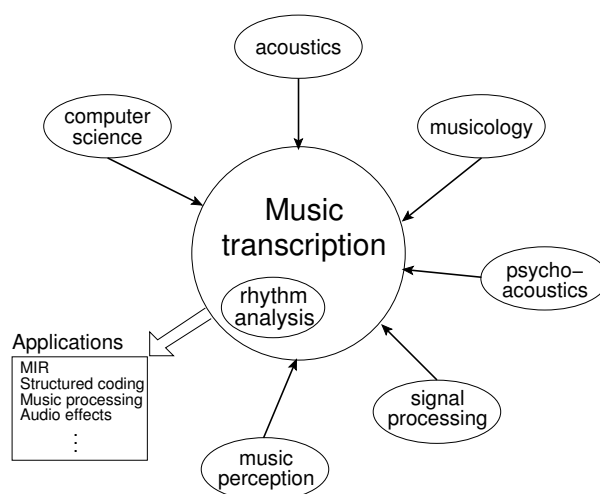 acoustics
computer
science
musicology
Music
transcription
psycho–
acoustics
rhythm
analysis
Applications
MIR
Structured coding
Music processing
Audio effects
⋮
signal
processing
music
perception